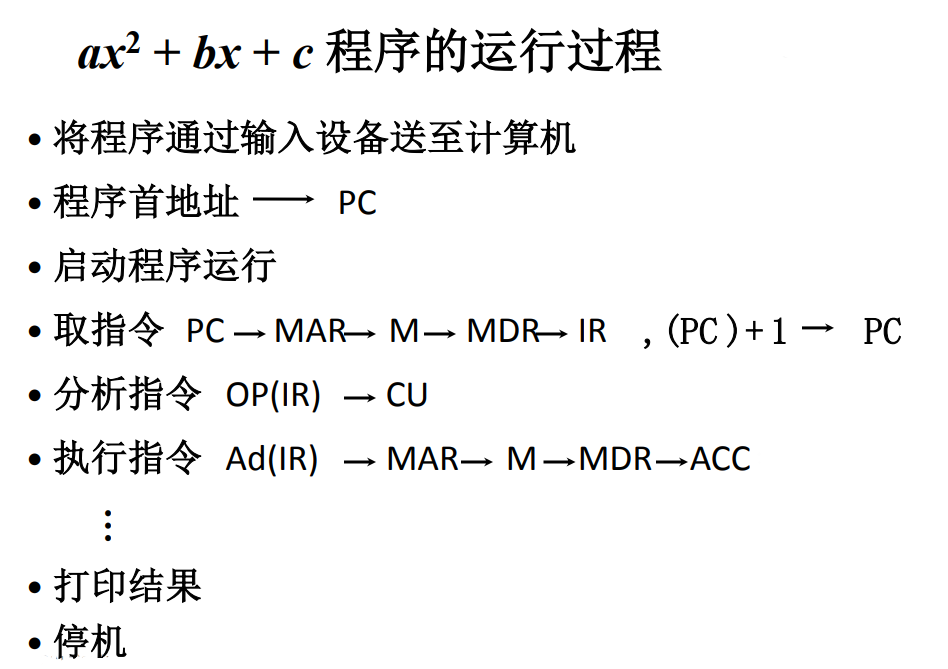 ax² + bx + c 程序的运行过程
• 将程序通过输入设备送至计算机
• 程序首地址 → PC
• 启动程序运行
• 取指令 PC → MAR → M → MDR → IR , (PC)+1 → PC
• 分析指令 OP(IR) → CU
• 执行指令 Ad(IR) → MAR → M → MDR → ACC
⋮
• 打印结果
• 停机